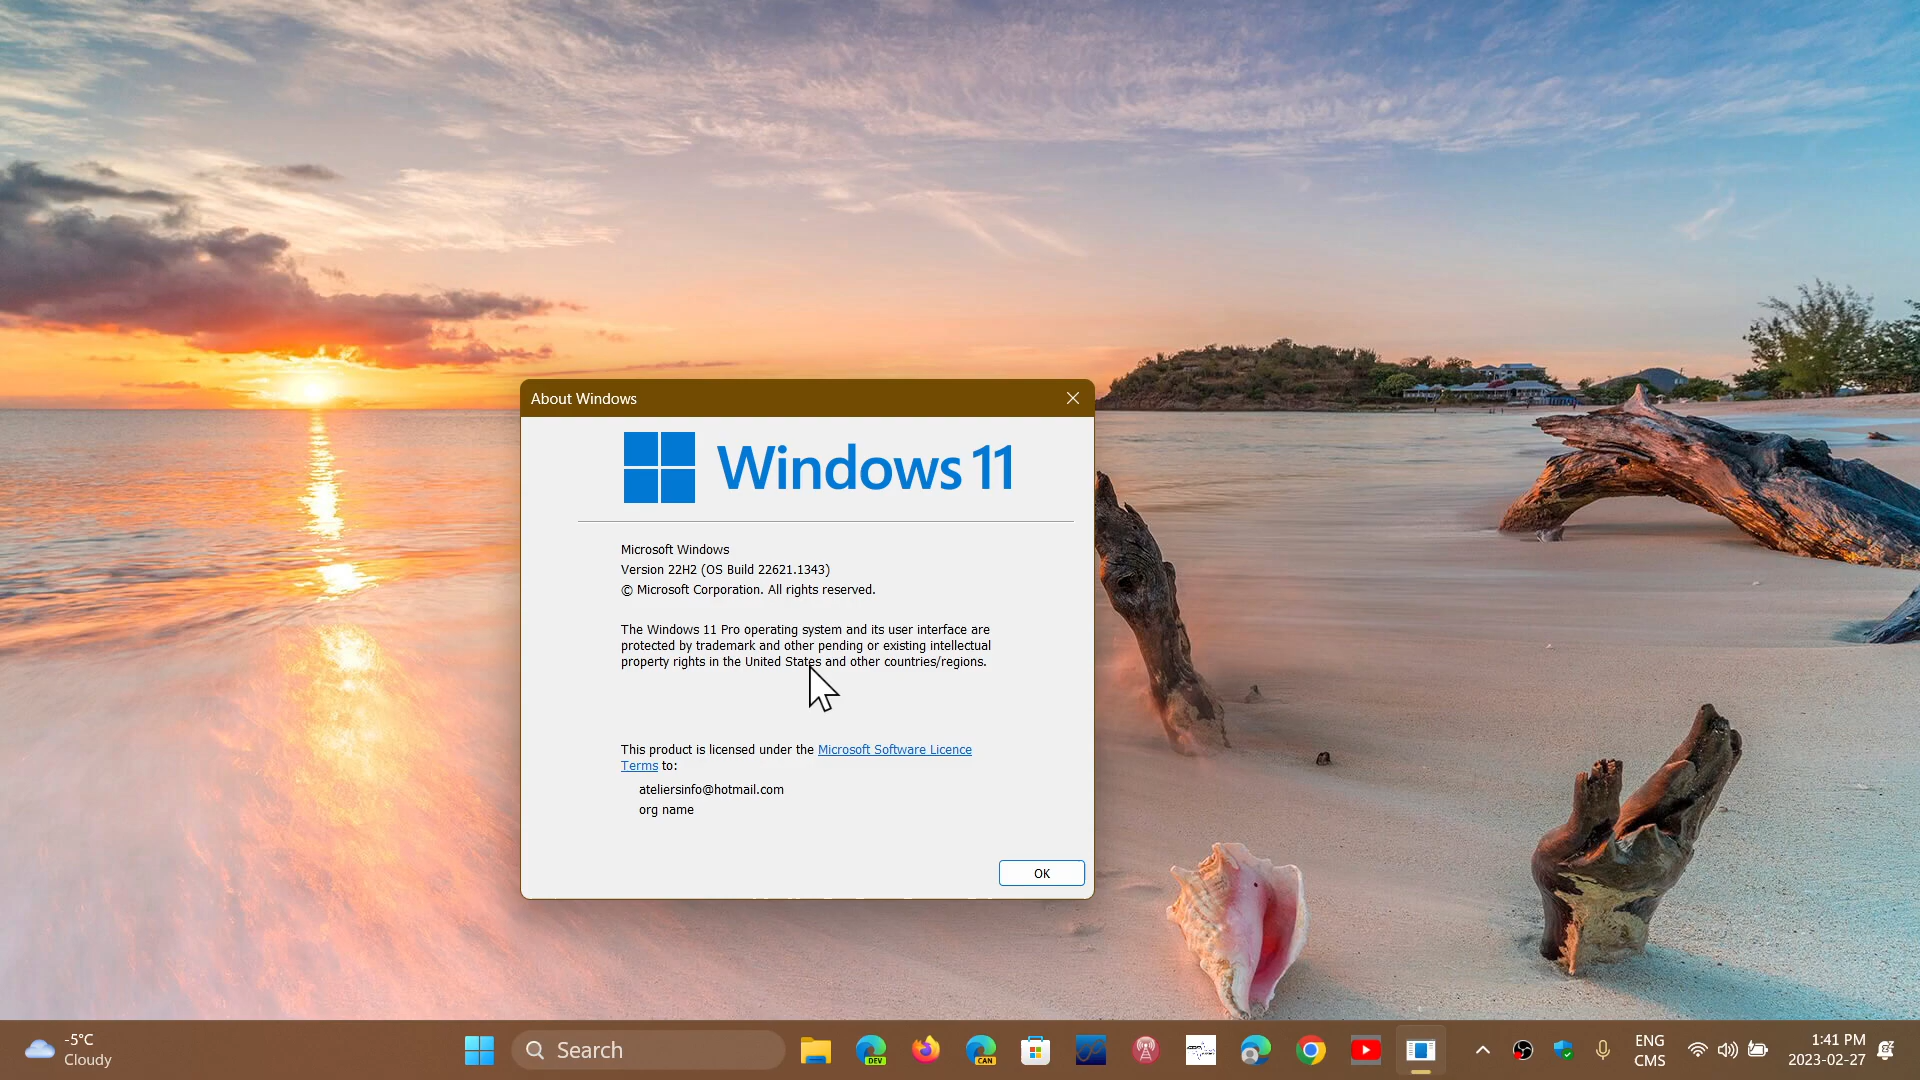 About Windows
Windows 11
Microsoft Windows
Version 22H2 (OS Build 22621.1343)
© Microsoft Corporation. All rights reserved.
The Windows 11 Pro operating system and its user interface are
protected by trademark and other pending or existing intellectual
property rights in the United States and other countries/regions.
This product is licensed under the Microsoft Software Licence
Terms to:
ateliersinfo@hotmail.com
org name
OK
-5°C
Cloudy
Search
DEV
CAN
ENG
CMS
1:41 PM
2023-02-27